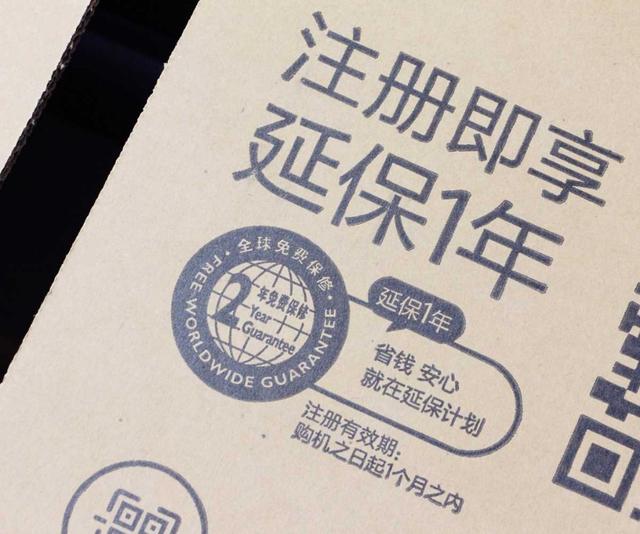 注册即享
延保1年
·全球免费保修·
2年免费保修
Year
Guarantee
FREE WORLDWIDE GUARANTEE
延保1年
省钱 安心
就在延保计划
注册有效期:
购机之日起1个月之内